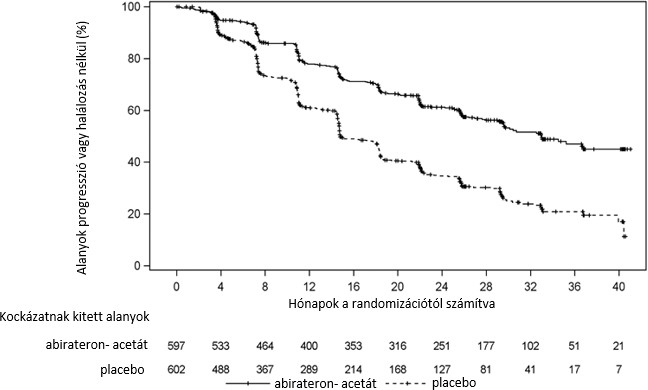 100
80
60
40
20
0
Alanyok progresszió vagy halálozás nélkül (%)
0 4 8 12 16 20 24 28 32 36 40
Hónapok a randomizációtól számítva
Kockázatnak kitett alanyok
abirateron- acetát 597 533 464 400 353 316 251 177 102 51 21
placebo 602 488 367 289 214 168 127 81 41 17 7
abirateron- acetát placebo